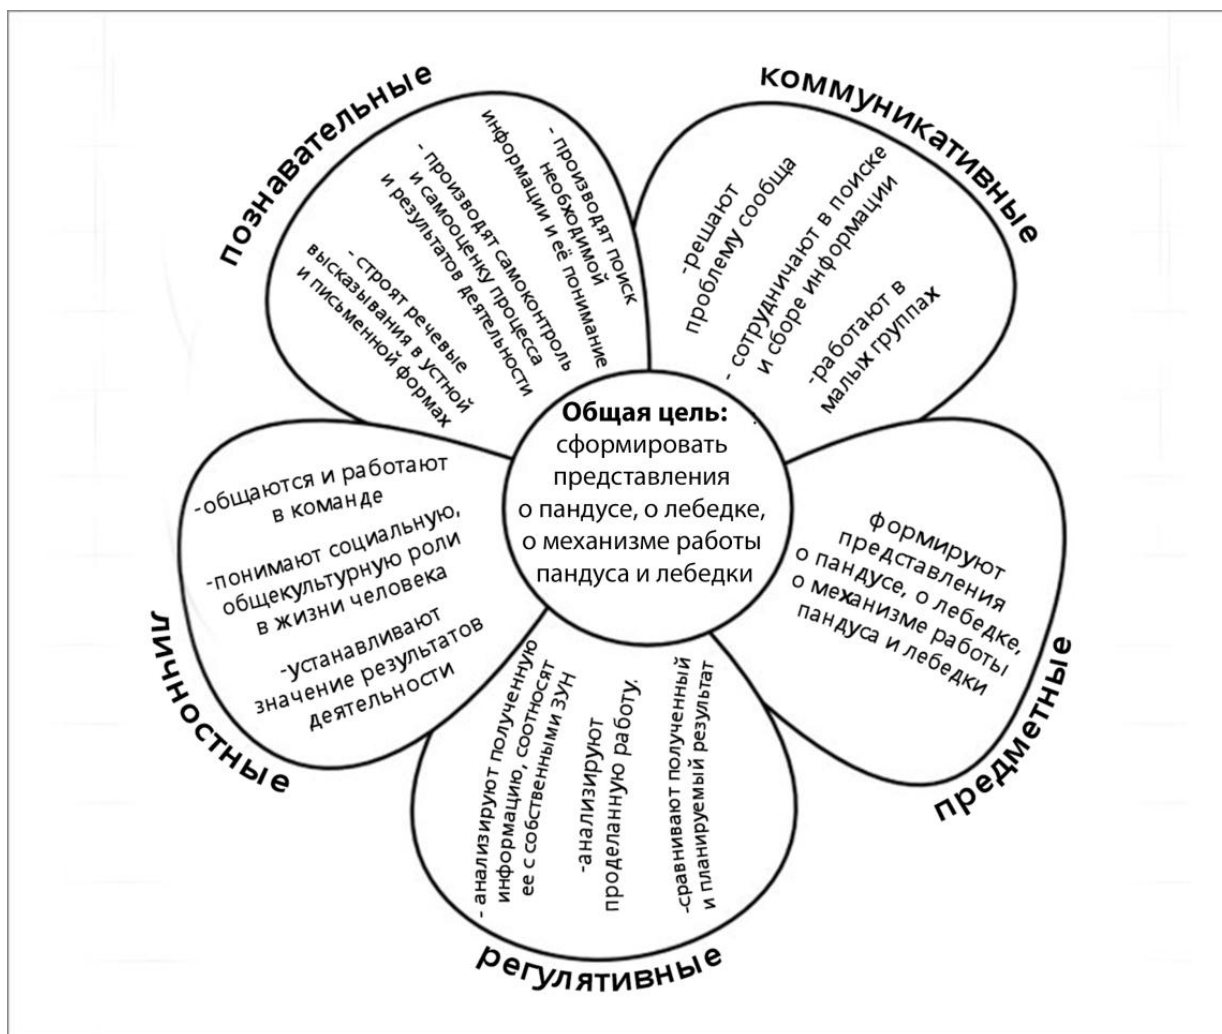 познавательные
- производят поиск
необходимой
информации и её понимание
- производят самоконтроль
и самооценку процесса
и результатов деятельности
- строят речевые
высказывания в устной
и письменной формах
коммуникативные
-решают
проблему сообща
- сотрудничают в поиске
и сборе информации
-работают в
малых группах
Общая цель:
сформировать
представления
о пандусе, о лебедке,
о механизме работы
пандуса и лебедки
предметные
формируют
представления
о пандусе, о лебедке,
о механизме работы
пандуса и лебедки
регулятивные
- анализируют полученную
информацию, соотносят
ее с собственными ЗУН
-анализируют
проделанную работу.
-сравнивают полученный
и планируемый результат
личностные
-общаются и работают
в команде
-понимают социальную,
общекультурную роли
в жизни человека
-устанавливают
значение результатов
деятельности